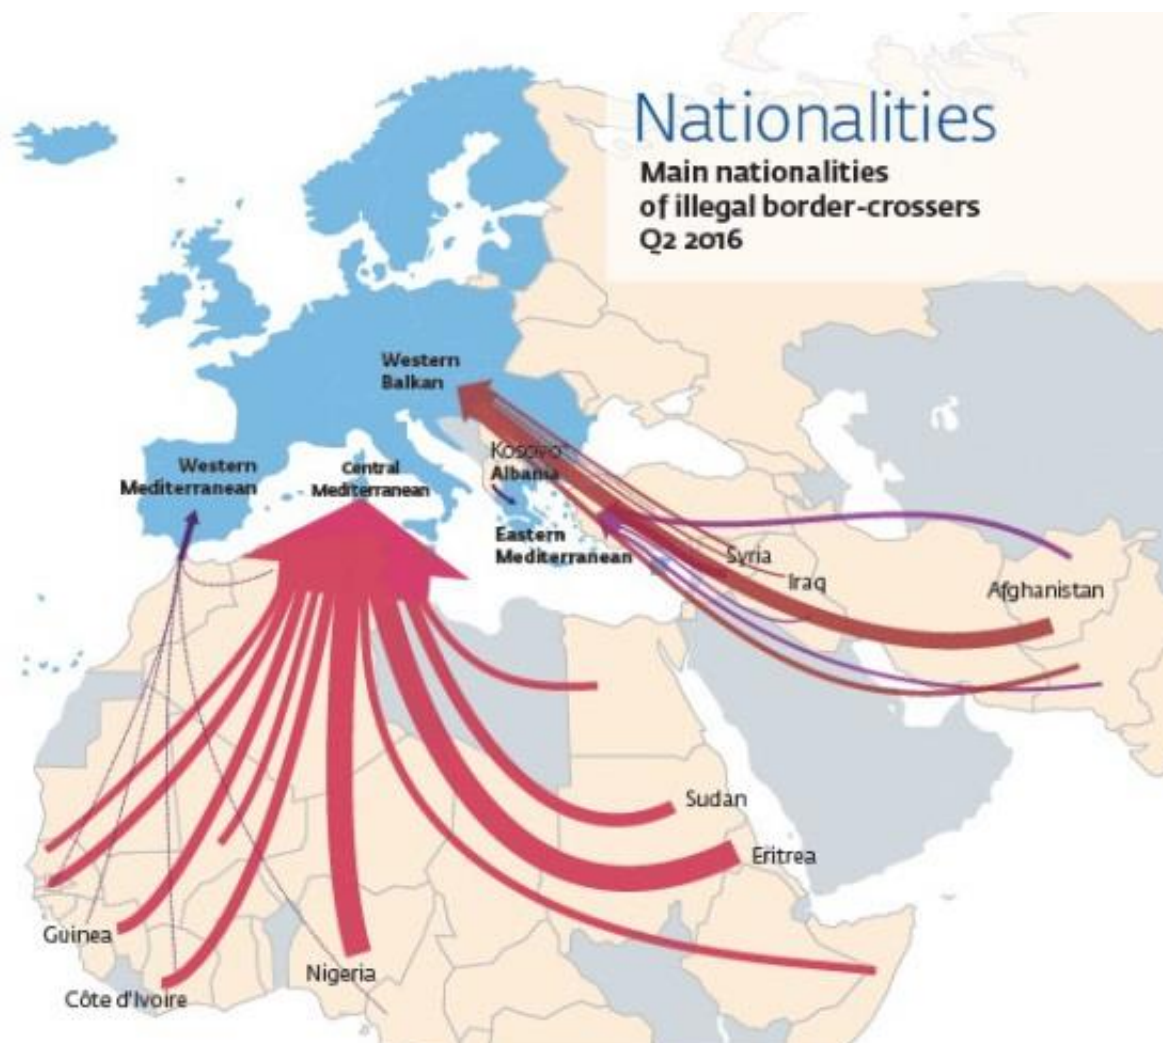 Nationalities
Main nationalities
of illegal border-crossers
Q2 2016
Western
Balkan
Kosovo*
Albania
Western
Mediterranean
Central
Mediterranean
Eastern
Mediterranean
Syria
Iraq
Afghanistan
Sudan
Eritrea
Guinea
Nigeria
Côte d'Ivoire